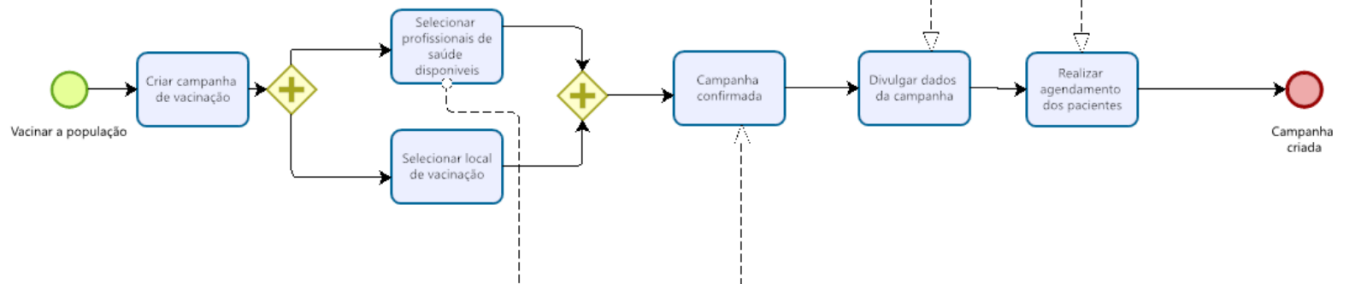 Vacinar a população
Criar campanha
de vacinação
Selecionar
profissionais de
saúde
disponiveis
Selecionar local
de vacinação
Campanha
confirmada
Divulgar dados
da campanha
Realizar
agendamento
dos pacientes
Campanha
criada